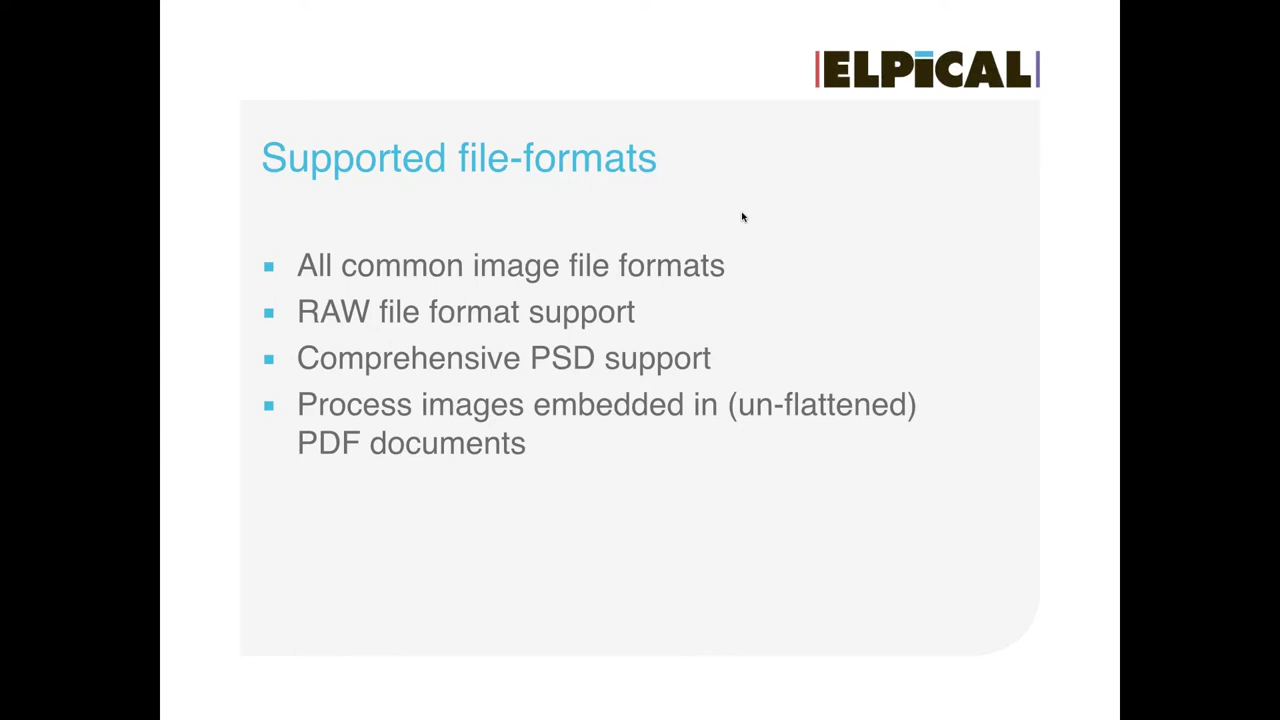 ELPiCAL
Supported file-formats
All common image file formats
RAW file format support
Comprehensive PSD support
Process images embedded in (un-flattened)
PDF documents